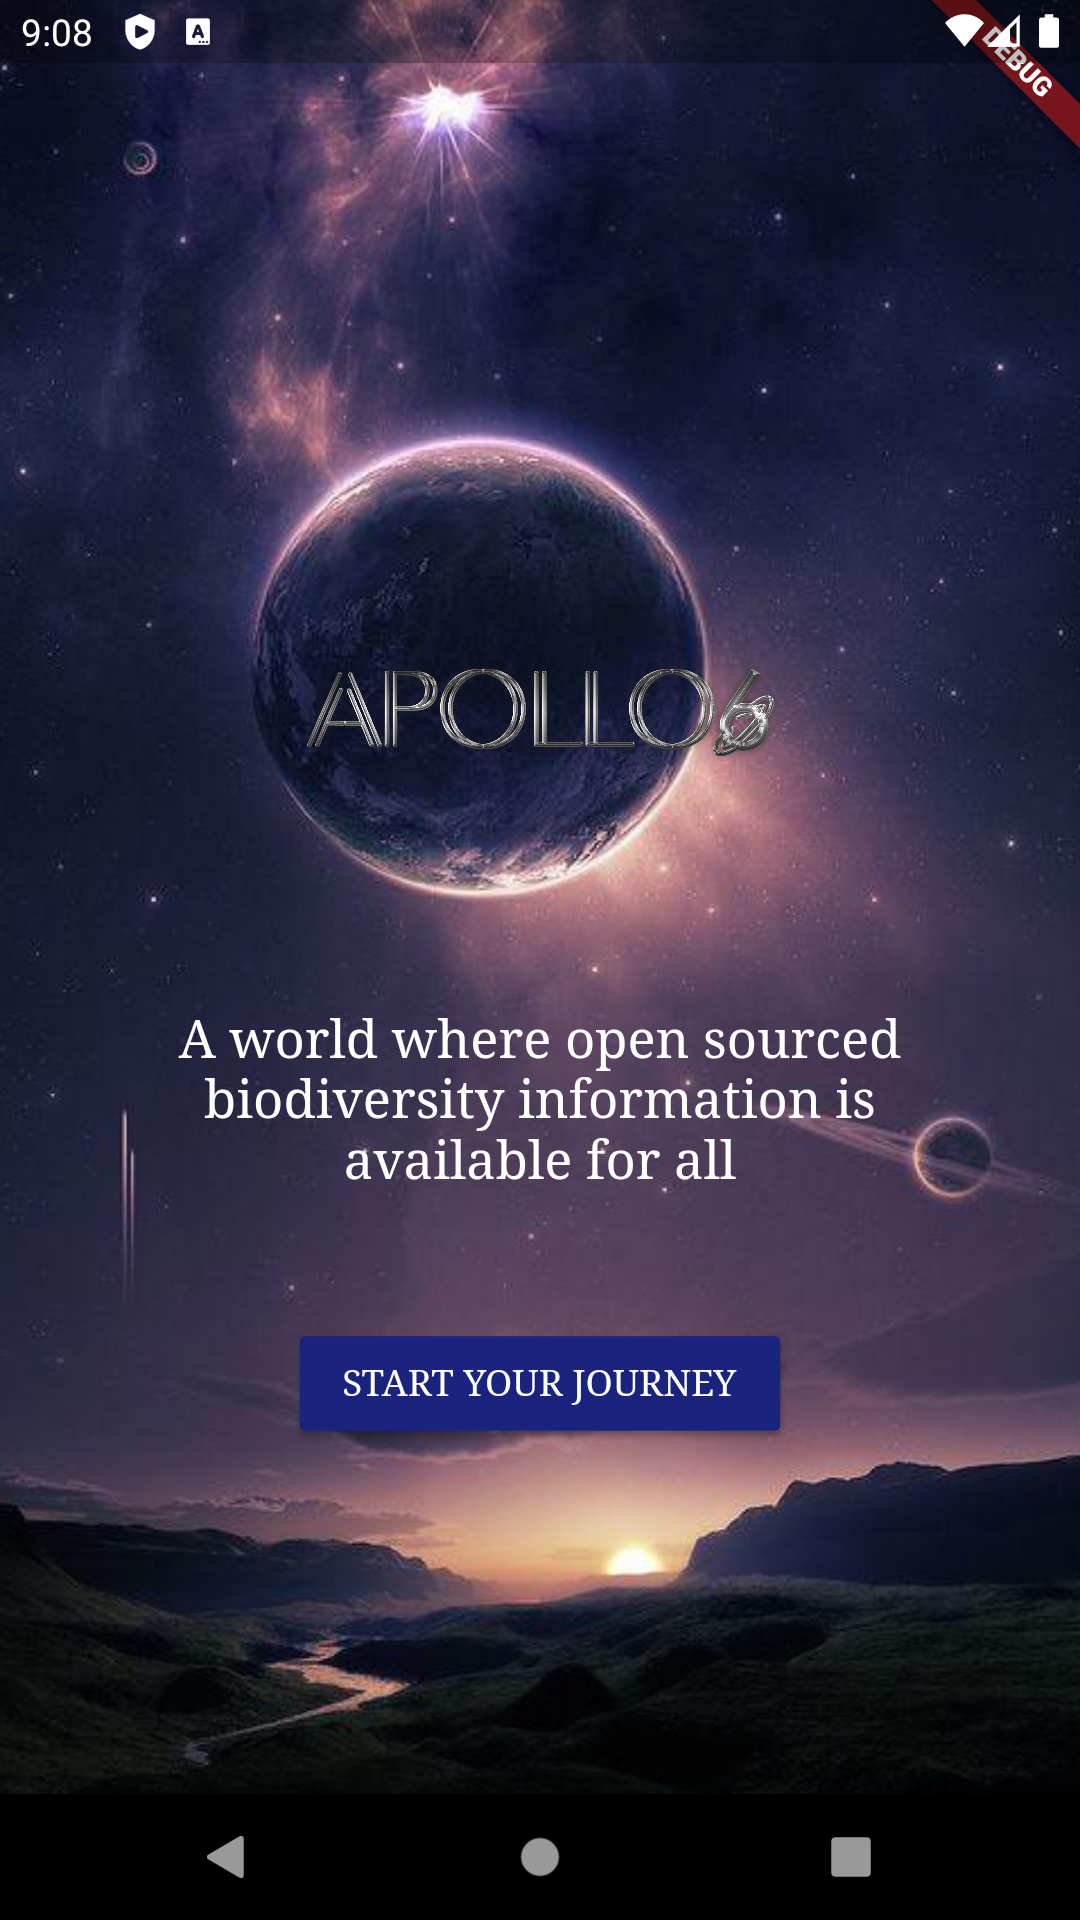 9:08
DEBUG
APOLLO6
A world where open sourced
biodiversity information is
available for all
START YOUR JOURNEY